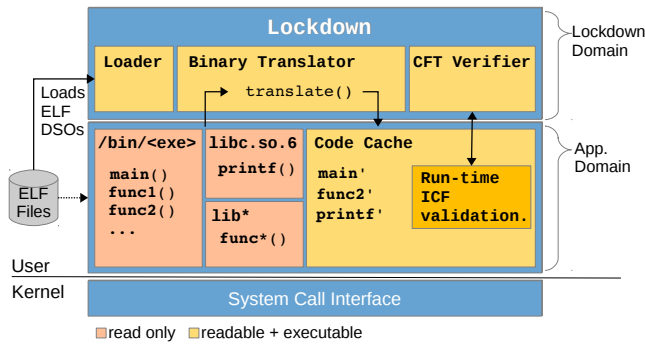 Lockdown
Loader
Binary Translator
translate()
CFT Verifier
Lockdown
Domain
Loads
ELF
DSOs
/bin/<exe>
main()
func1()
func2()
...
libc.so.6
printf()
lib*
func*()
Code Cache
main'
func2'
printf'
Run-time
ICF
validation.
App.
Domain
ELF
Files
User
Kernel
System Call Interface
read only
readable + executable